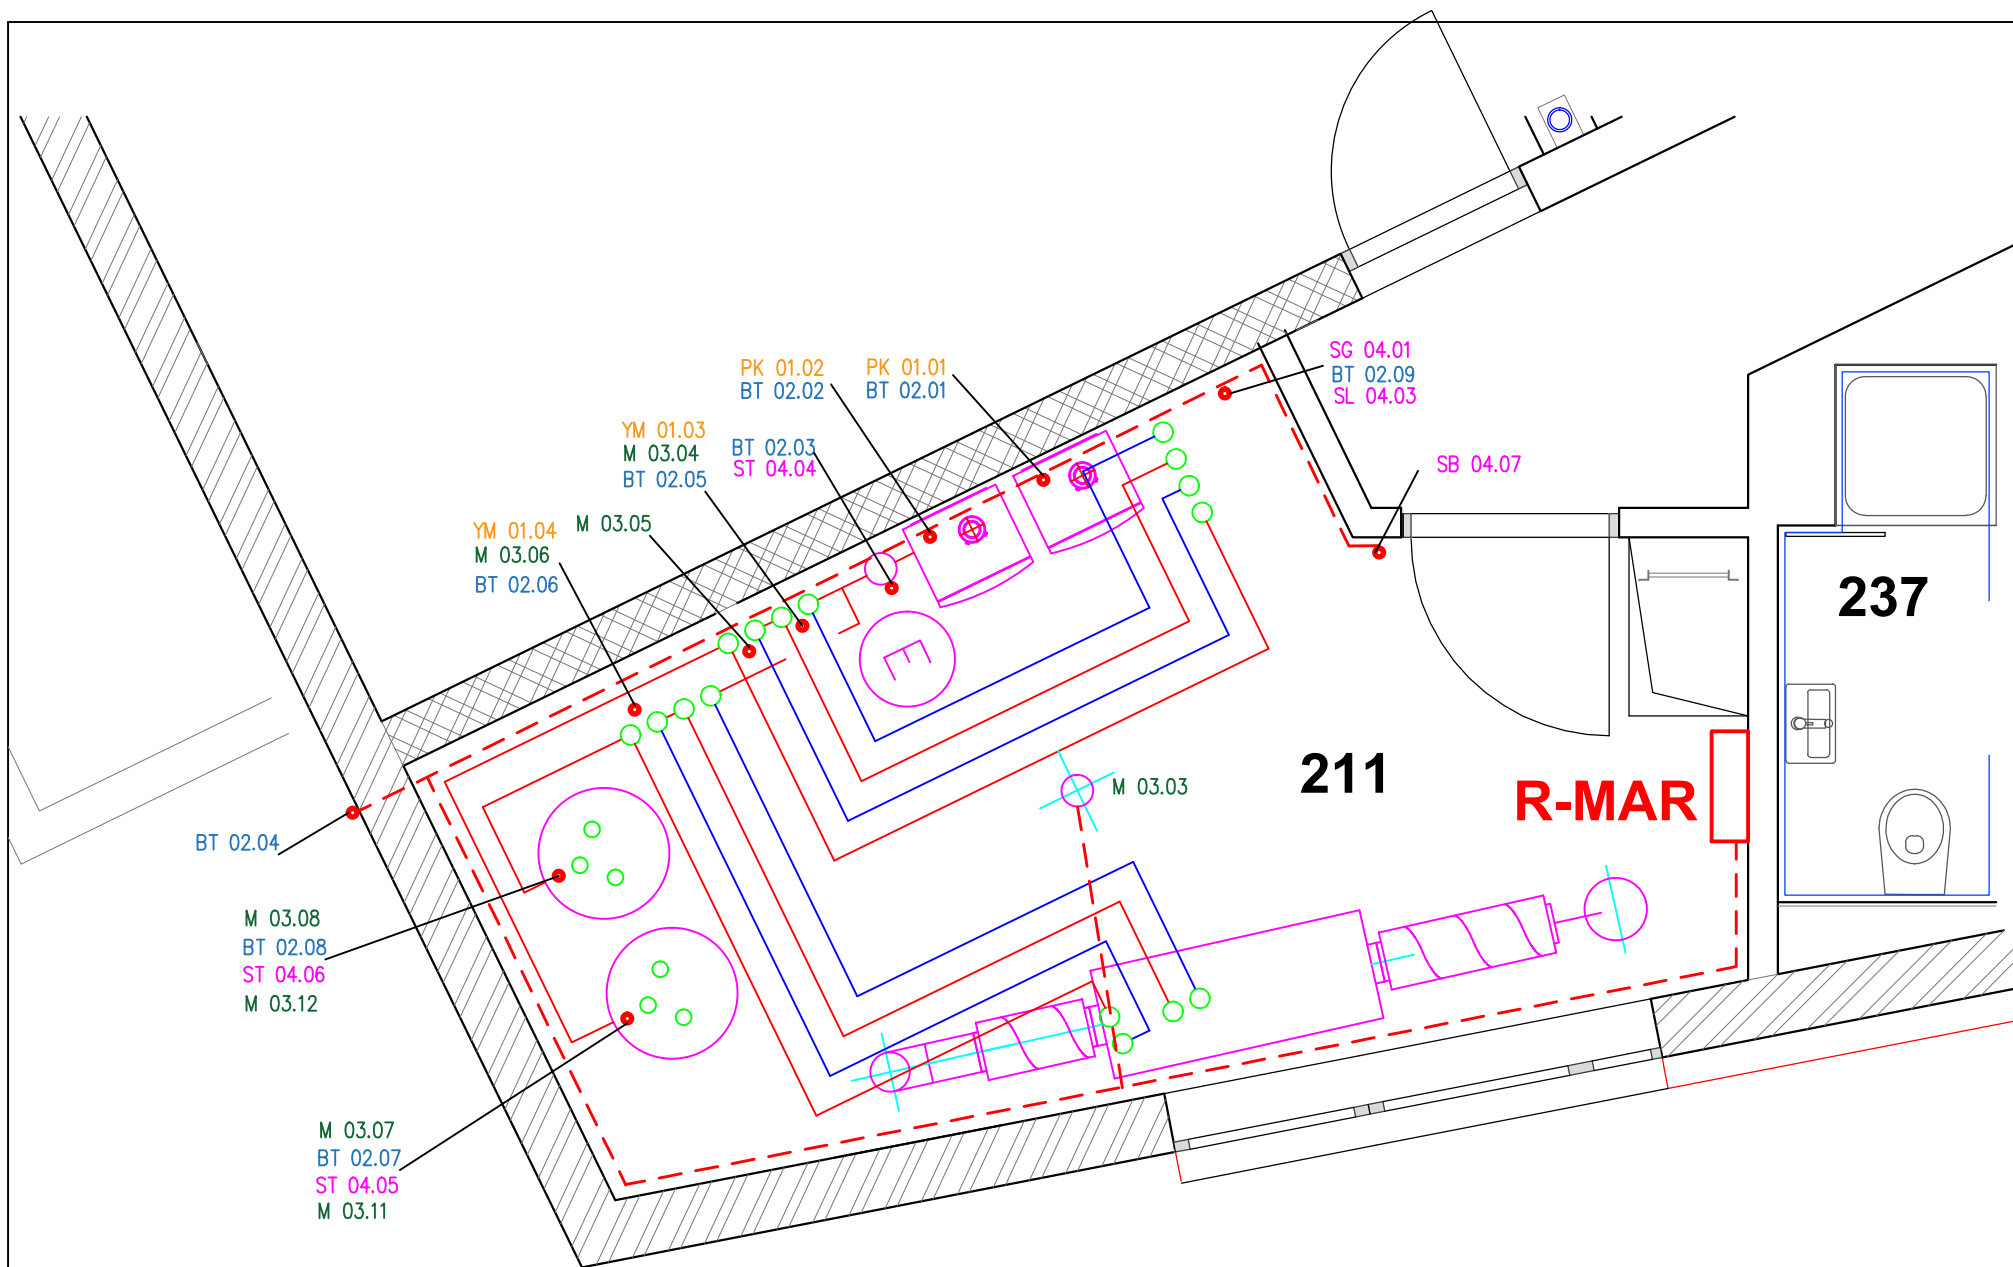 SG 04.01
BT 02.09
SL 04.03
PK 01.02
BT 02.02
PK 01.01
BT 02.01
YM 01.03
M 03.04
BT 02.05
BT 02.03
ST 04.04
SB 04.07
YM 01.04
M 03.06
BT 02.06
M 03.05
237
211
M 03.03
R-MAR
BT 02.04
E
M 03.08
BT 02.08
ST 04.06
M 03.12
M 03.07
BT 02.07
ST 04.05
M 03.11